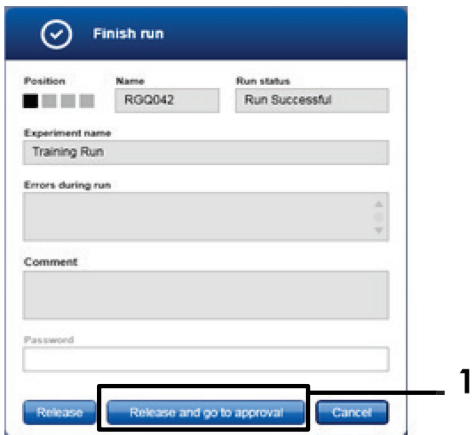 Finish run
Position Name Run status
RGQ042 Run Successful
Experiment name
Training Run
Errors during run
Comment
Password
Release Release and go to approval Cancel
1